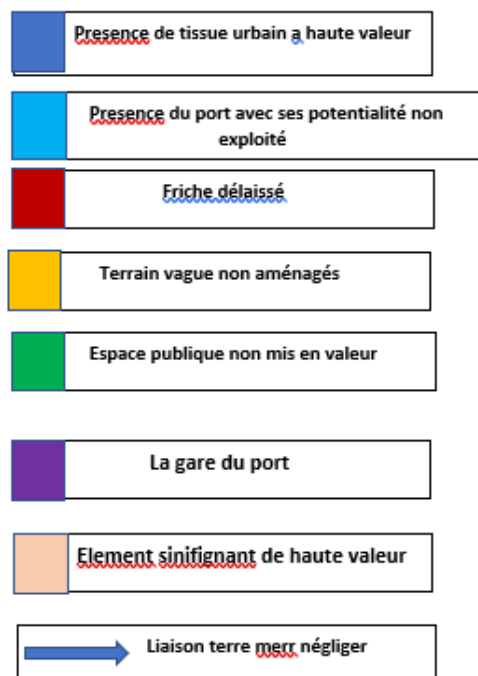 Presence de tissue urbain a haute valeur
Presence du port avec ses potentialité non
exploité
Friche délaissé
Terrain vague non aménagés
Espace publique non mis en valeur
La gare du port
Element sinifignant de haute valeur
Liaison terre merr négliger